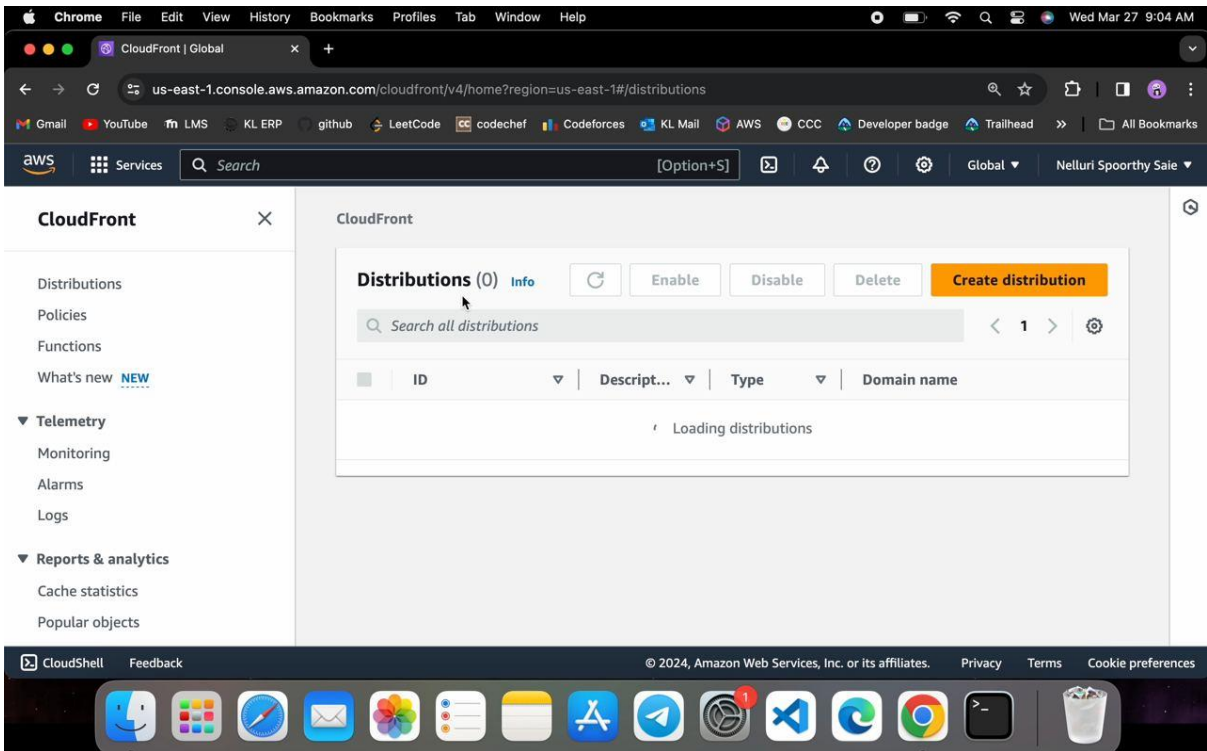 Chrome File Edit View History Bookmarks Profiles Tab Window Help Wed Mar 27 9:04 AM
CloudFront | Global
us-east-1.console.aws.amazon.com/cloudfront/v4/home?region=us-east-1#/distributions
Gmail YouTube LMS KL ERP github LeetCode CC codechef Codeforces KL Mail AWS CCC Developer badge Trailhead » All Bookmarks
aws Services Search [Option+S] Global Nelluri Spoorthy Saie
CloudFront
CloudFront
Distributions (0) Info Enable Disable Delete Create distribution
Search all distributions 1
ID Descript... Type Domain name
Loading distributions
Distributions
Policies
Functions
What's new NEW
Telemetry
Monitoring
Alarms
Logs
Reports & analytics
Cache statistics
Popular objects
CloudShell Feedback © 2024, Amazon Web Services, Inc. or its affiliates. Privacy Terms Cookie preferences
1